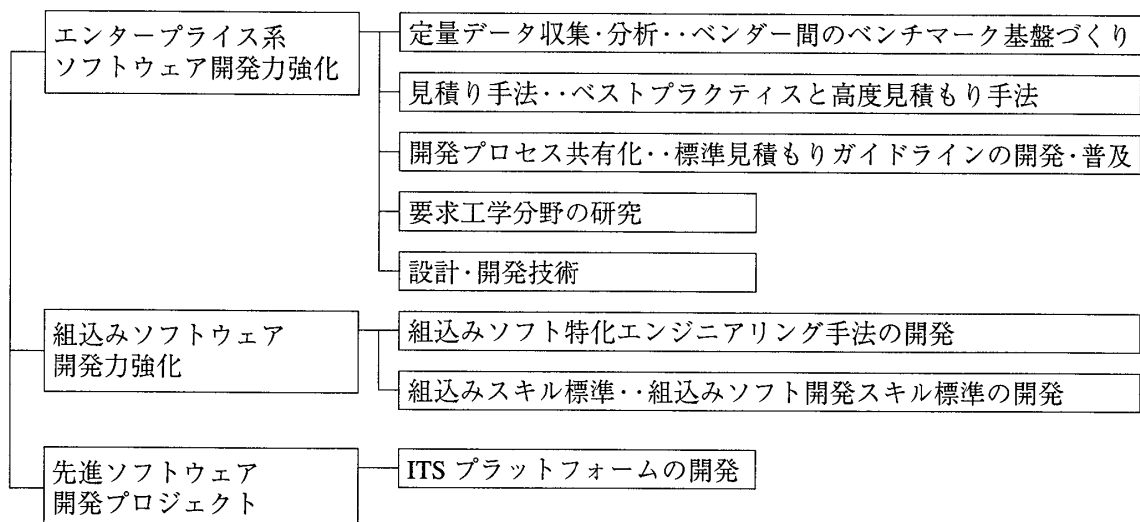 エンタープライス系
ソフトウェア開発力強化
定量データ収集・分析・・ベンダー間のベンチマーク基盤づくり
見積り手法・・ベストプラクティスと高度見積もり手法
開発プロセス共有化・・標準見積もりガイドラインの開発・普及
要求工学分野の研究
設計・開発技術
組込みソフトウェア
開発力強化
組込みソフト特化エンジニアリング手法の開発
組込みスキル標準・・組込みソフト開発スキル標準の開発
先進ソフトウェア
開発プロジェクト
ITS プラットフォームの開発